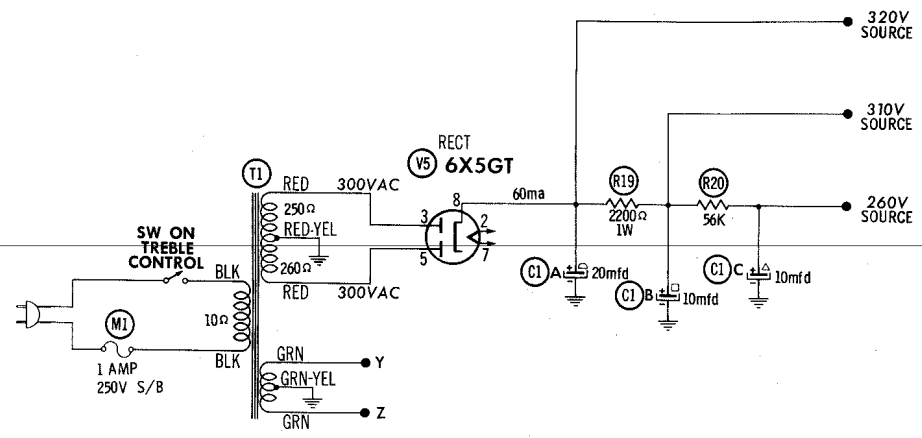 320V
SOURCE
310V
SOURCE
RECT
V5 6X5GT
T1
RED
300VAC
8
60ma
R19
R20
260V
SOURCE
250Ω
3
2
2200Ω
1W
56K
RED-YEL
SW ON
TREBLE
CONTROL
5
7
260Ω
BLK
RED
300VAC
C1 A
20mfd
C1 B
10mfd
C1 C
10mfd
10Ω
M1
BLK
1 AMP
250V S/B
GRN
Y
GRN-YEL
GRN
Z